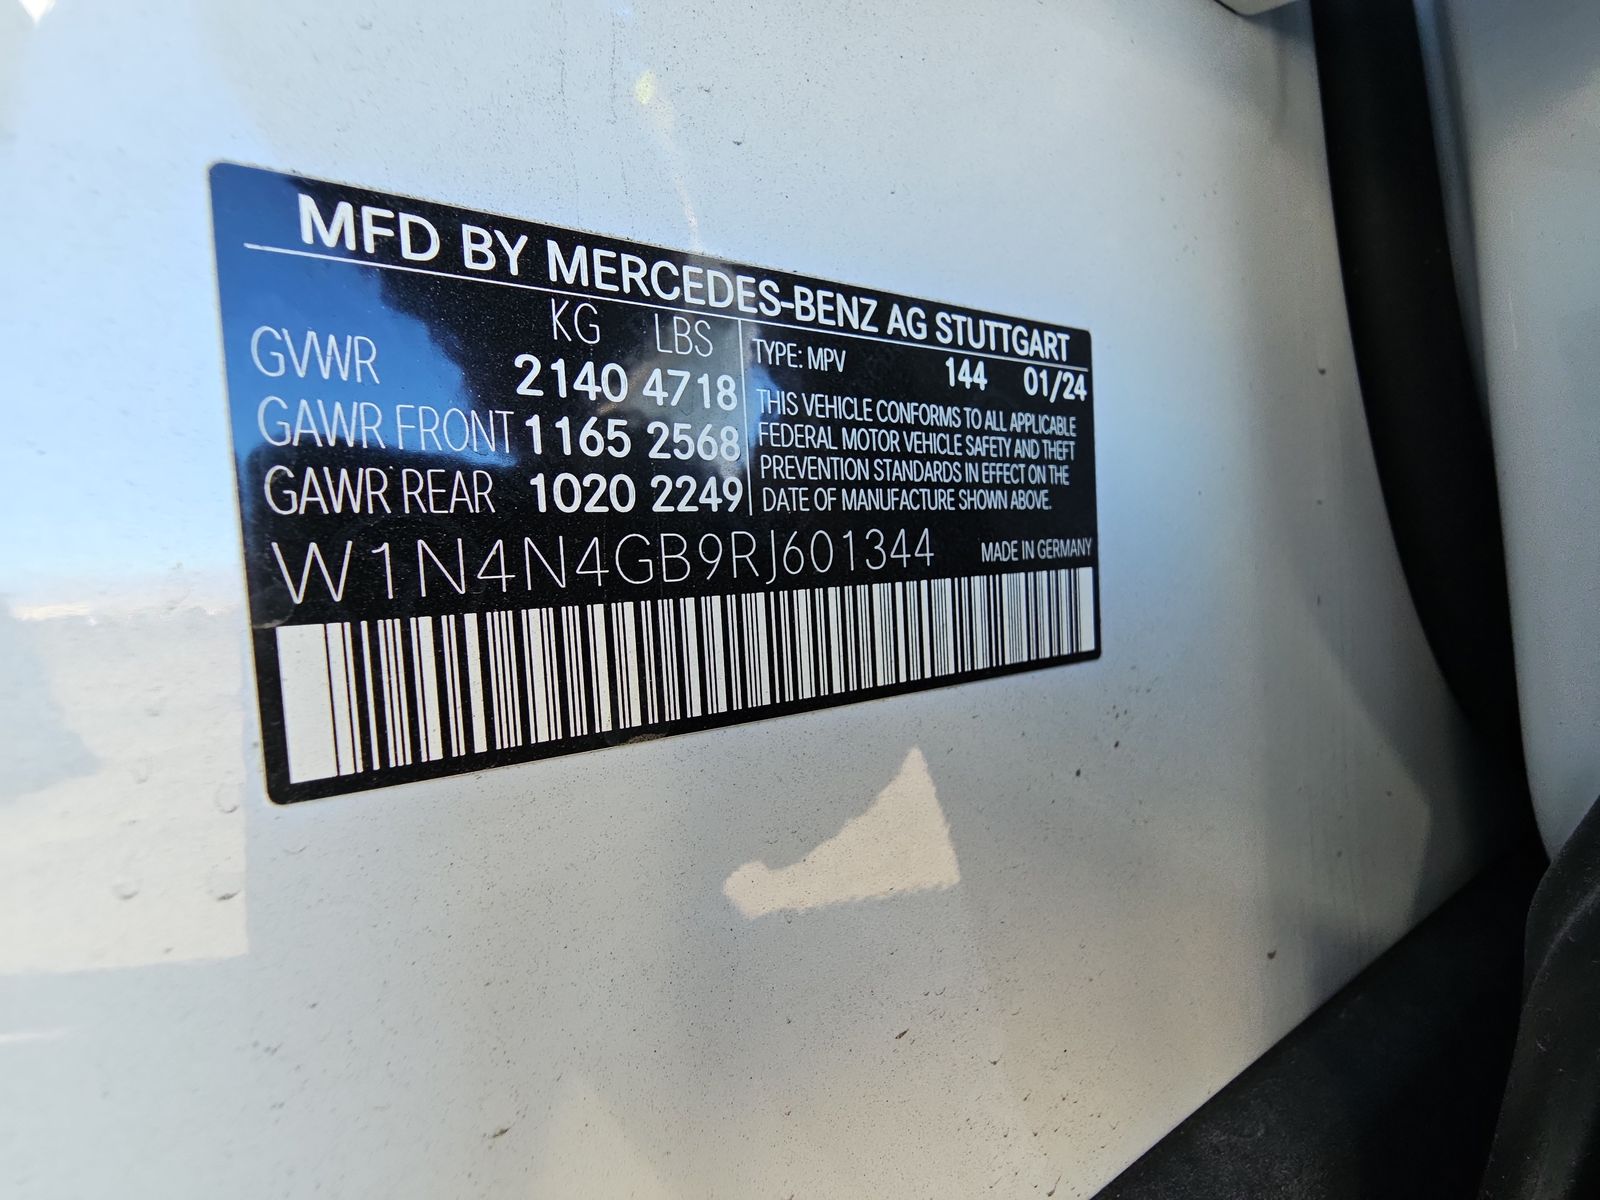 MFD BY MERCEDES-BENZ AG STUTTGART
KG LBS
GVWR 2140 4718
GAWR FRONT 1165 2568
GAWR REAR 1020 2249
TYPE: MPV 144 01/24
THIS VEHICLE CONFORMS TO ALL APPLICABLE
FEDERAL MOTOR VEHICLE SAFETY AND THEFT
PREVENTION STANDARDS IN EFFECT ON THE
DATE OF MANUFACTURE SHOWN ABOVE.
W1N4N4GB9RJ601344 MADE IN GERMANY